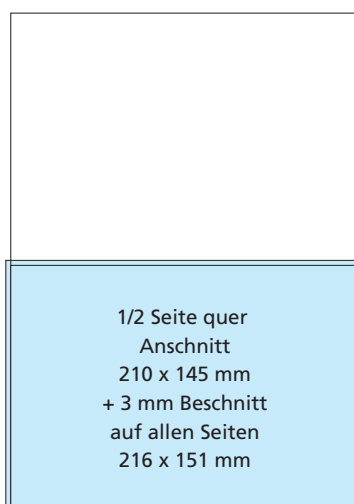 1/2 Seite quer
Anschnitt
210 x 145 mm
+ 3 mm Beschnitt
auf allen Seiten
216 x 151 mm